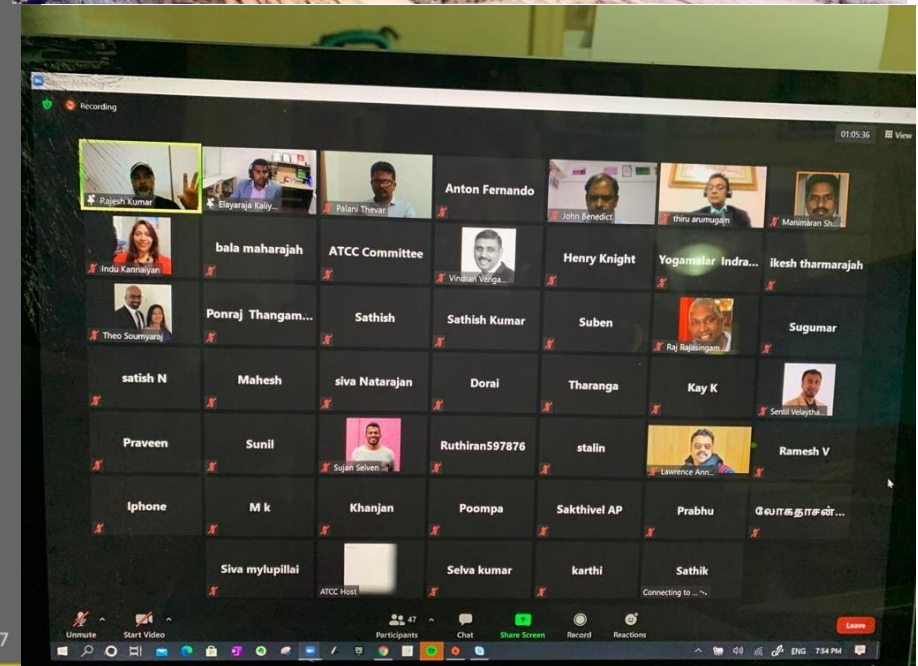 Recording
01:05:36 View
Rajesh Kumar
Elayaraja Kaliy...
Palani Thevar
Anton Fernando
John Benedict
thiru arumugam
Manimaran Sh...
Indu Kannaiyan
bala maharajah
ATCC Committee
Vindran Venga...
Henry Knight
Yogamalar Indra...
ikesh tharmarajah
Theo Soumyaraj
Ponraj Thangam...
Sathish
Sathish Kumar
Suben
Raj Rajasingam
Sugumar
satish N
Mahesh
siva Natarajan
Dorai
Tharanga
Kay K
Sentil Velaytha...
Praveen
Sunil
Sujan Selven
Ruthiran597876
stalin
Lawrence Ann...
Ramesh V
Iphone
M k
Khanjan
Poompa
Sakthivel AP
Prabhu
லோகதாசன்...
Siva mylupillai
ATCC Host
Selva kumar
karthi
Sathik
Connecting to ...
47
Unmute Start Video Participants Chat Share Screen Record Reactions Leave
ENG 7:54 PM
7